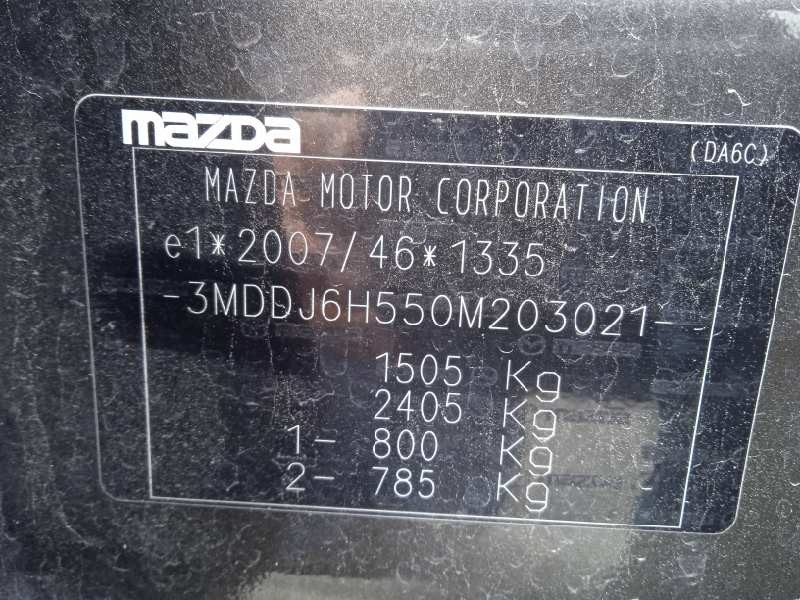 mazda
(DA6C)
MAZDA MOTOR CORPORATION
e1*2007/46*1335
-3MDDJ6H550M203021-
1505 Kg
2405 Kg
1- 800 Kg
2- 785 Kg